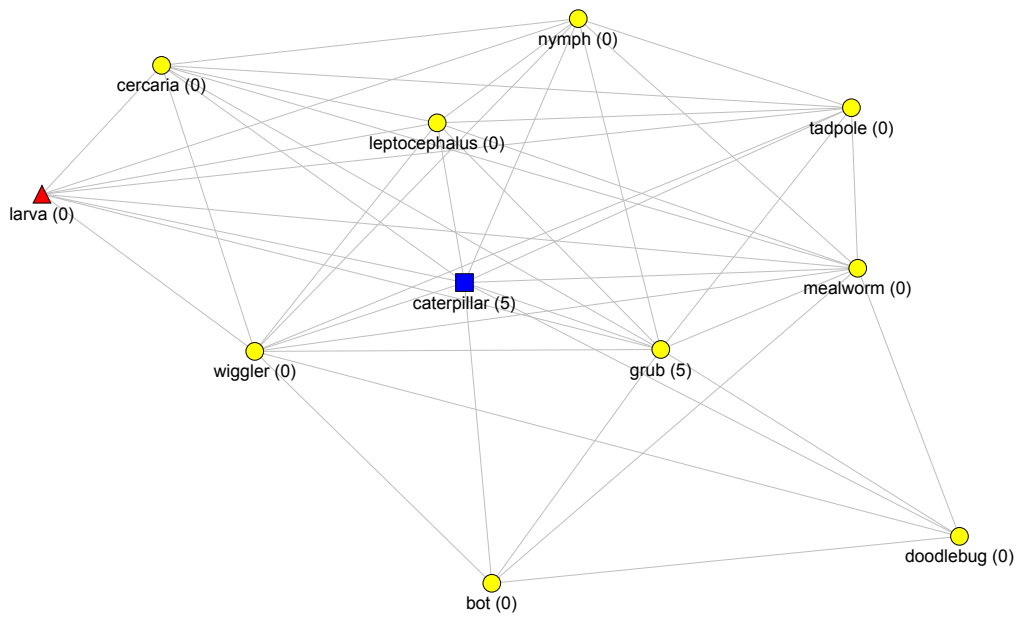 nymph (0)
cercaria (0)
tadpole (0)
leptocephalus (0)
larva (0)
mealworm (0)
caterpillar (5)
wiggler (0)
grub (5)
doodlebug (0)
bot (0)